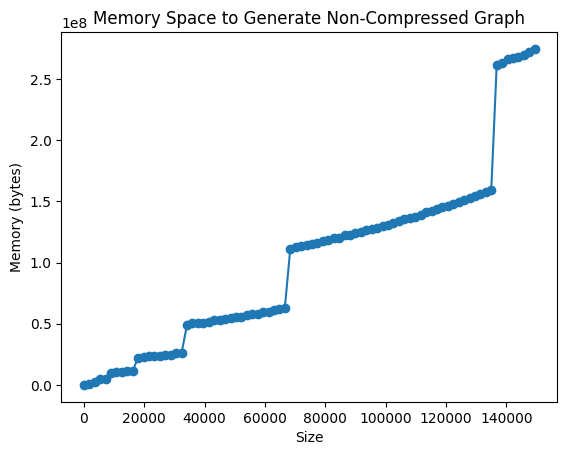 Memory Space to Generate Non-Compressed Graph
1e8
2.5
2.0
1.5
1.0
0.5
0.0
Memory (bytes)
0 20000 40000 60000 80000 100000 120000 140000
Size